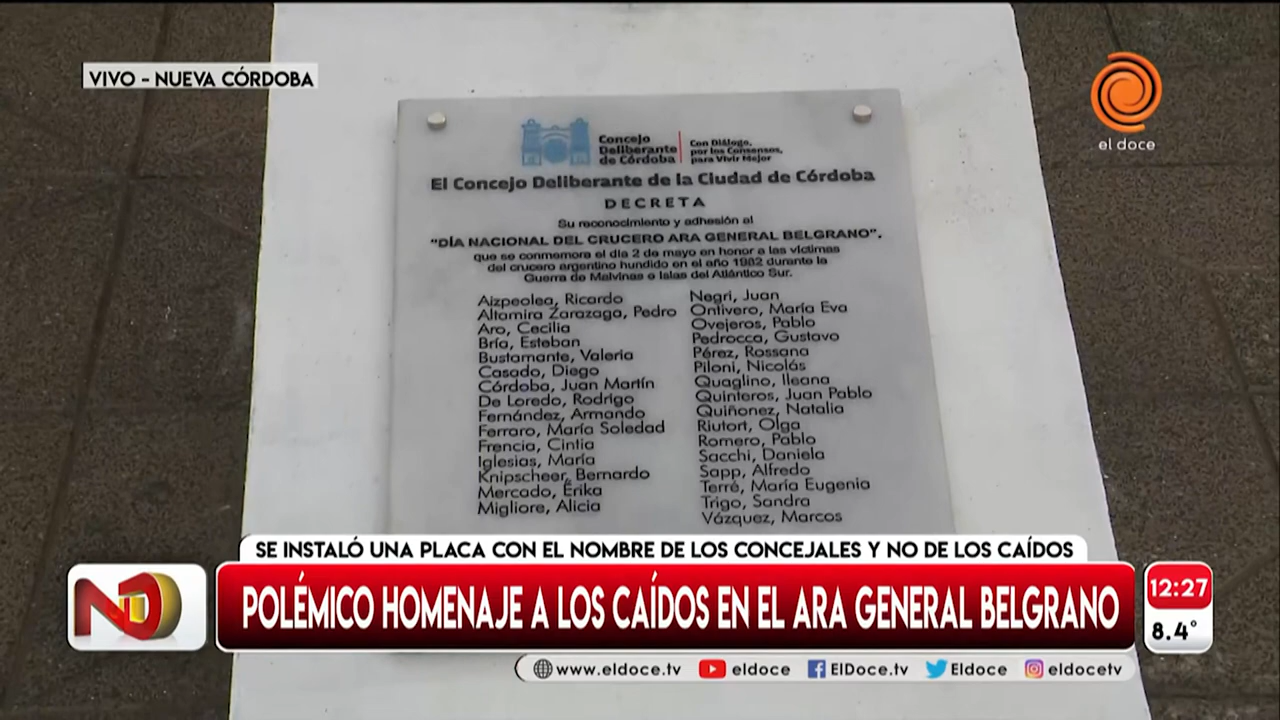 VIVO - NUEVA CÓRDOBA
el doce
Concejo
Deliberante
de Córdoba
Con Diálogo,
por los Consensos,
para Vivir Mejor
El Concejo Deliberante de la Ciudad de Córdoba
DECRETA
Su reconocimiento y adhesión al
"DÍA NACIONAL DEL CRUCERO ARA GENERAL BELGRANO",
que se conmemora el día 2 de mayo en honor a las víctimas
del crucero argentino hundido en el año 1982 durante la
Guerra de Malvinas e Islas del Atlántico Sur.
Aizpeolea, Ricardo
Altamira Zarazaga, Pedro
Aro, Cecilia
Bría, Esteban
Bustamante, Valeria
Casado, Diego
Córdoba, Juan Martín
De Loredo, Rodrigo
Fernández, Armando
Ferraro, María Soledad
Frencia, Cintia
Iglesias, María
Knipscheer, Bernardo
Mercado, Érika
Migliore, Alicia
Negri, Juan
Ontivero, María Eva
Ovejeros, Pablo
Pedrocca, Gustavo
Pérez, Rossana
Piloni, Nicolás
Quaglino, Ileana
Quinteros, Juan Pablo
Quiñonez, Natalia
Riutort, Olga
Romero, Pablo
Sacchi, Daniela
Sapp, Alfredo
Terré, María Eugenia
Trigo, Sandra
Vázquez, Marcos
SE INSTALÓ UNA PLACA CON EL NOMBRE DE LOS CONCEJALES Y NO DE LOS CAÍDOS
POLÉMICO HOMENAJE A LOS CAÍDOS EN EL ARA GENERAL BELGRANO
12:27
8.4°
www.eldoce.tv
eldoce
ElDoce.tv
Eldoce
eldocetv